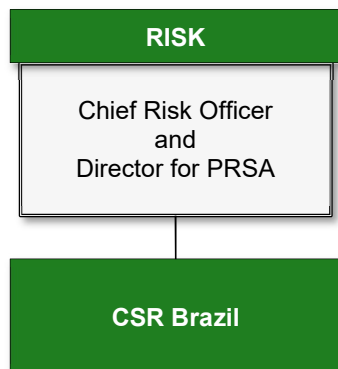 RISK
Chief Risk Officer
and
Director for PRSA
CSR Brazil